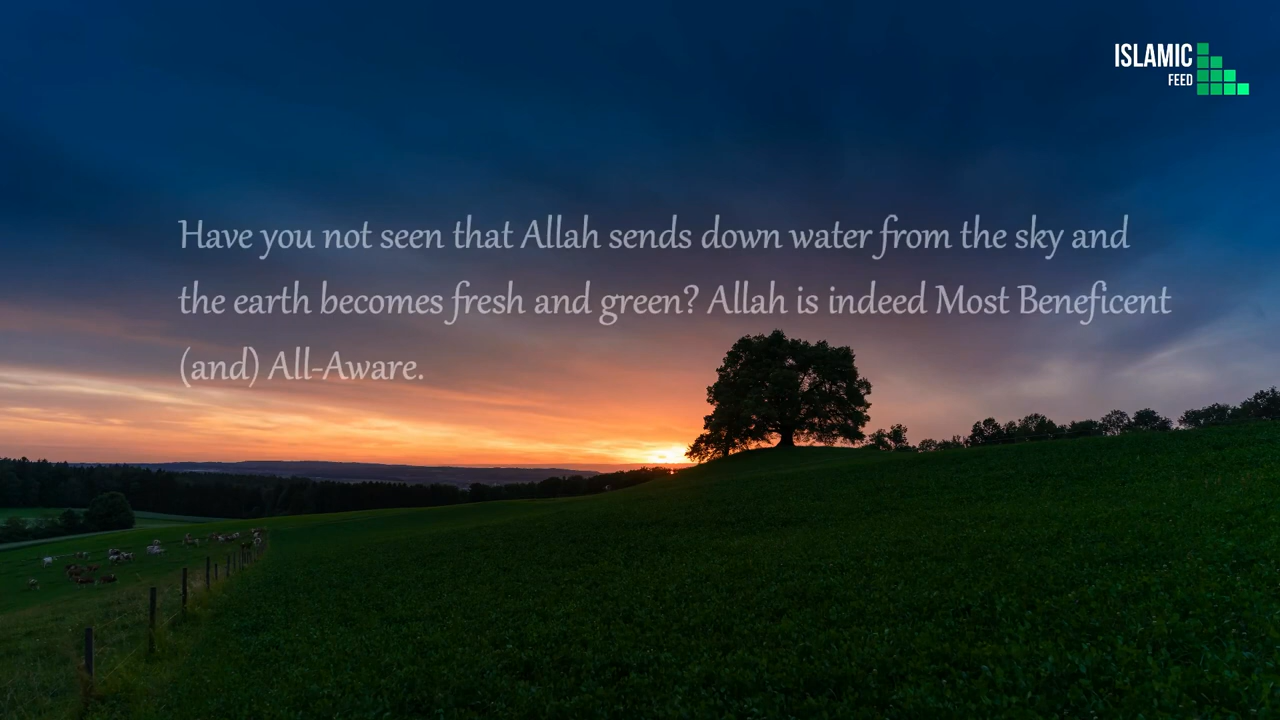 ISLAMIC
FEED
Have you not seen that Allah sends down water from the sky and
the earth becomes fresh and green? Allah is indeed Most Beneficent
(and) All-Aware.